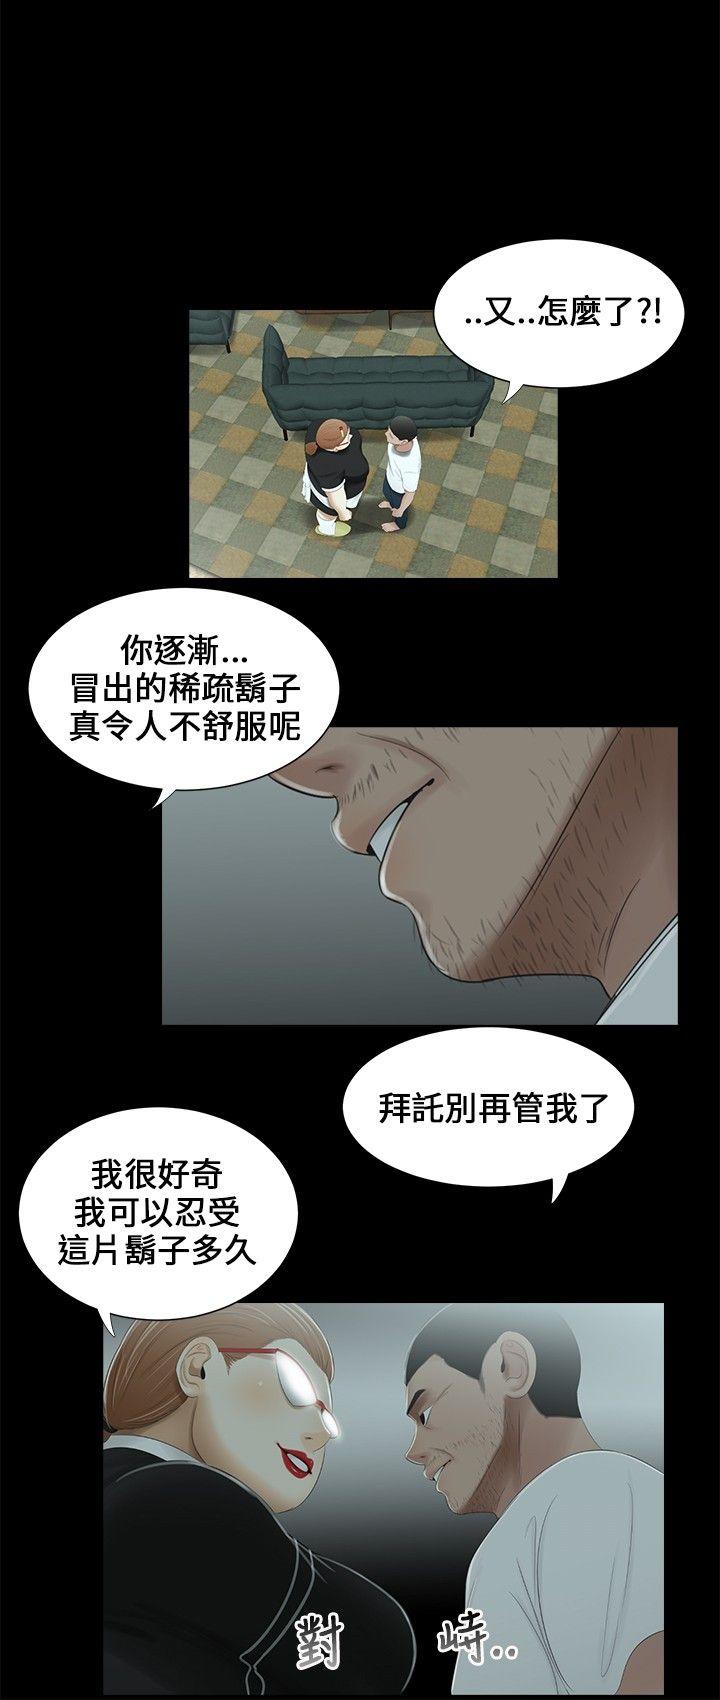 ..又..怎麼了?!
你逐漸...
冒出的稀疏鬍子
真令人不舒服呢
拜託別再管我了
我很好奇
我可以忍受
這片鬍子多久
對 峙..